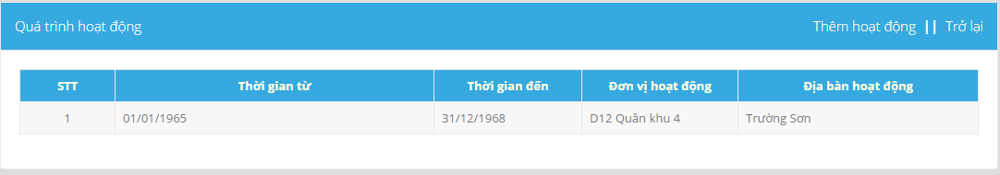 Quá trình hoạt động
Thêm hoạt động || Trở lại
STT Thời gian từ Thời gian đến Đơn vị hoạt động Địa bàn hoạt động
1 01/01/1965 31/12/1968 D12 Quân khu 4 Trường Sơn